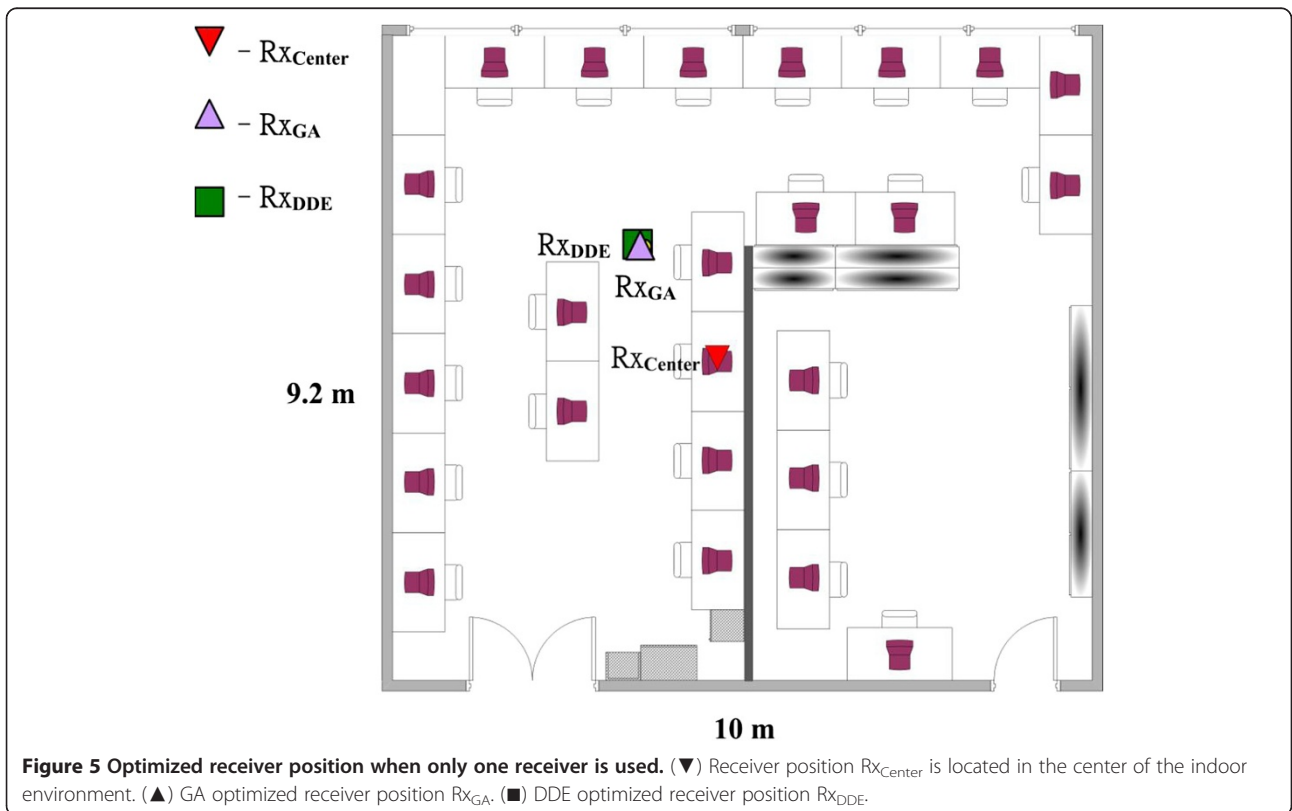 – RxCenter
– RxGA
– RxDDE
RxDDE
RxGA
RxCenter
9.2 m
10 m
Figure 5 Optimized receiver position when only one receiver is used. (▼) Receiver position RxCenter is located in the center of the indoor
environment. (▲) GA optimized receiver position RxGA. (■) DDE optimized receiver position RxDDE.